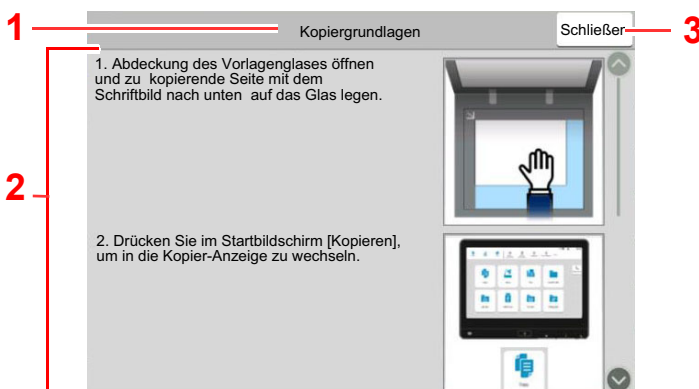 1
Kopiergrundlagen
Schließer
3
2
1. Abdeckung des Vorlagenglases öffnen
und zu kopierende Seite mit dem
Schriftbild nach unten auf das Glas legen.
2. Drücken Sie im Startbildschirm [Kopieren],
um in die Kopier-Anzeige zu wechseln.